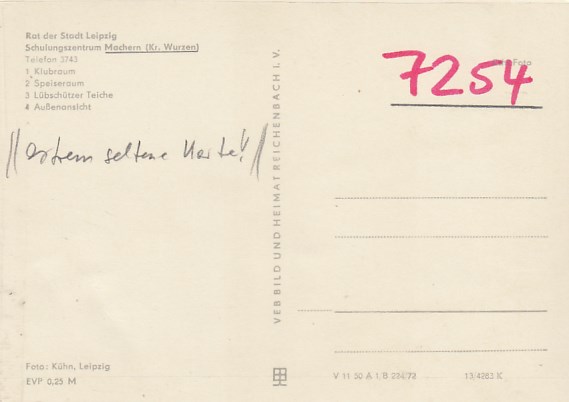 Rat der Stadt Leipzig
Schulungszentrum Machern (Kr. Wurzen)
Telefon 3743
1 Klubraum
2 Speiseraum
3 Lübschützer Teiche
4 Außenansicht
// extrem seltene Karte! //
Foto: Kühn, Leipzig
EVP 0,25 M
VEB BILD UND HEIMAT REICHENBACH I. V.
7254
Foto
V 11 50 A 1/B 224/72 13/4263 K